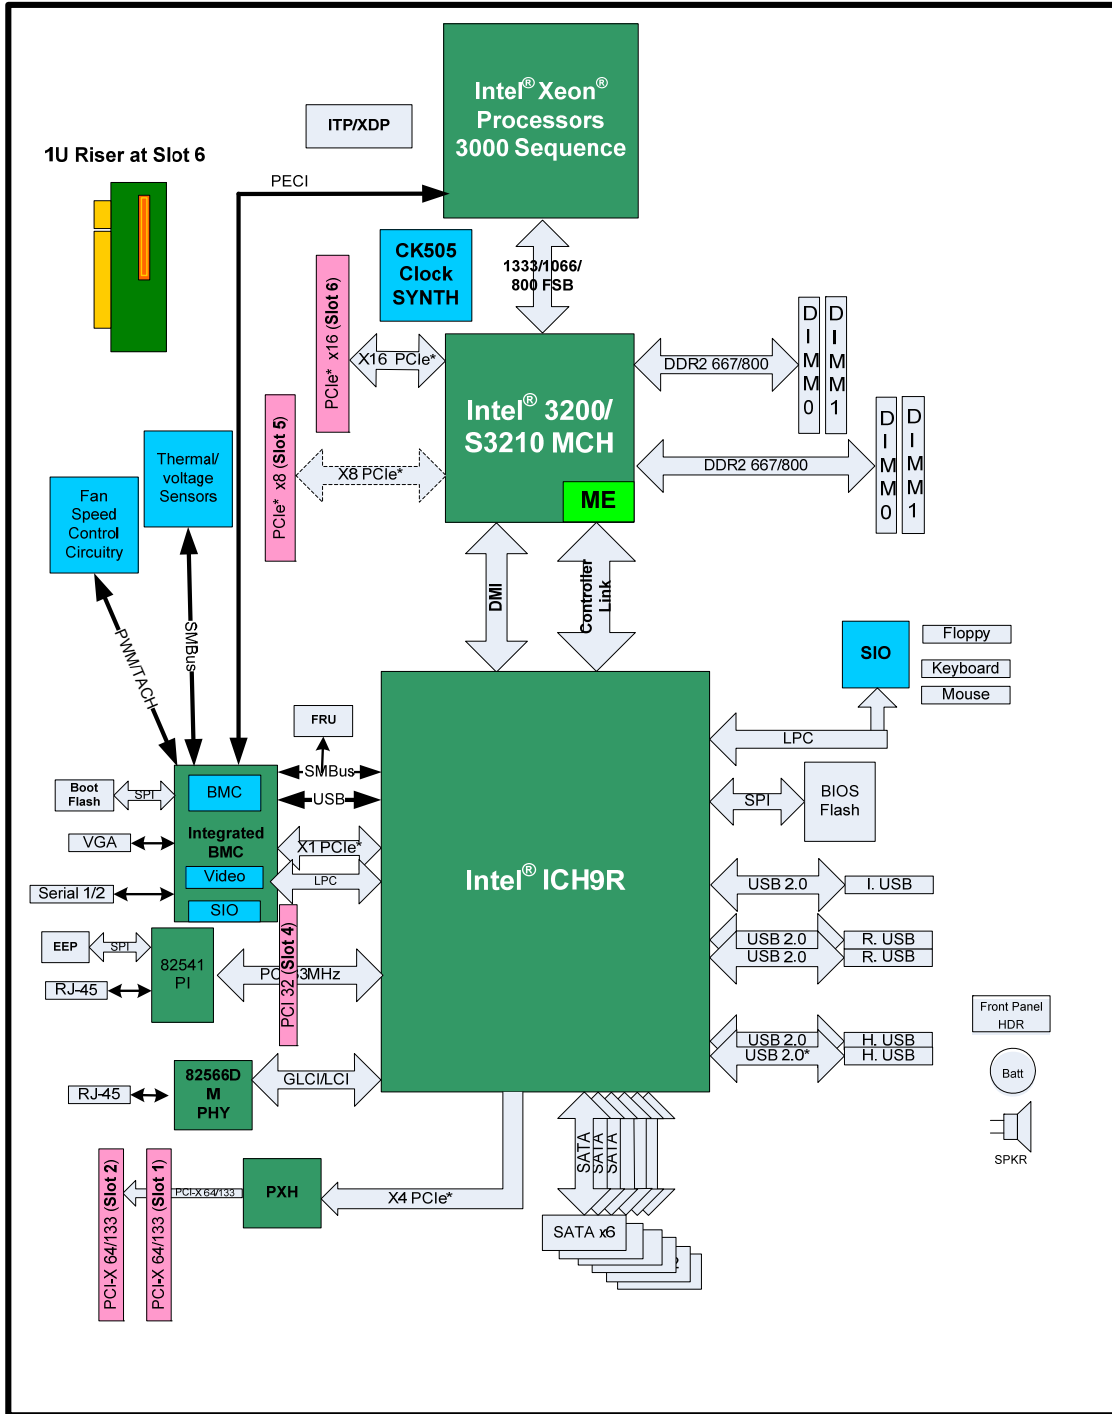 Intel® Xeon®
Processors
3000 Sequence
ITP/XDP
1U Riser at Slot 6
PECI
CK505
Clock
SYNTH
1333/1066/
800 FSB
PCIe* x16 (Slot 6)
X16 PCIe*
Intel® 3200/
S3210 MCH
ME
DDR2 667/800
DIMM0
DIMM1
DDR2 667/800
DIMM0
DIMM1
PCIe* x8 (Slot 5)
X8 PCIe*
Thermal/
voltage
Sensors
Fan
Speed
Control
Circuitry
PWM/TACH
SMBus
DMI
Controller
Link
SIO
Floppy
Keyboard
Mouse
LPC
FRU
SMBus
USB
Boot
Flash
SPI
BMC
Integrated
BMC
Video
SIO
VGA
Serial 1/2
X1 PCIe*
LPC
Intel® ICH9R
SPI
BIOS
Flash
USB 2.0
I. USB
USB 2.0
R. USB
USB 2.0
R. USB
USB 2.0
H. USB
USB 2.0*
H. USB
EEP
SPI
82541
PI
RJ-45
PCI 32 (Slot 4)
Front Panel
HDR
Batt
SPKR
RJ-45
82566D
M
PHY
GLCI/LCI
PCI-X 64/133 (Slot 2)
PCI-X 64/133 (Slot 1)
PCI-X 64/133
PXH
X4 PCIe*
SATA
SATA
SATA
SATA x6